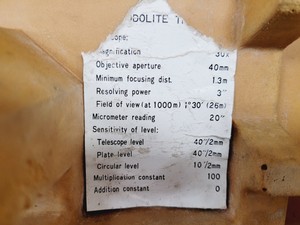 ODOLITE T
cope:
agnification 30x
Objective aperture 40mm
Minimum focusing dist. 1.3m
Resolving power 3"
Field of view (at 1000m) 1°30' (26m)
Micrometer reading 20"
Sensitivity of level:
Telescope level 40"/2mm
Plate level 40"/2mm
Circular level 10'/2mm
Multiplication constant 100
Addition constant 0